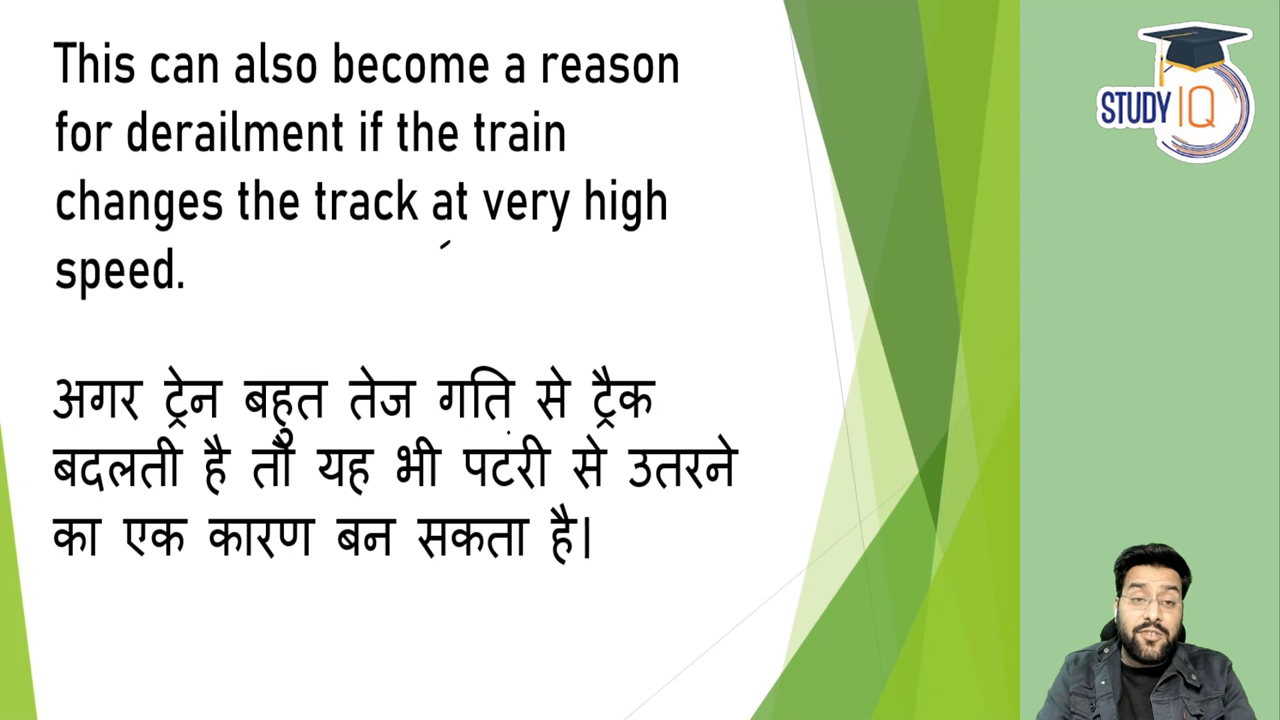 This can also become a reason
for derailment if the train
changes the track at very high
speed.
अगर ट्रेन बहुत तेज गति से ट्रैक
बदलती है तो यह भी पटरी से उतरने
का एक कारण बन सकता है।
STUDY IQ